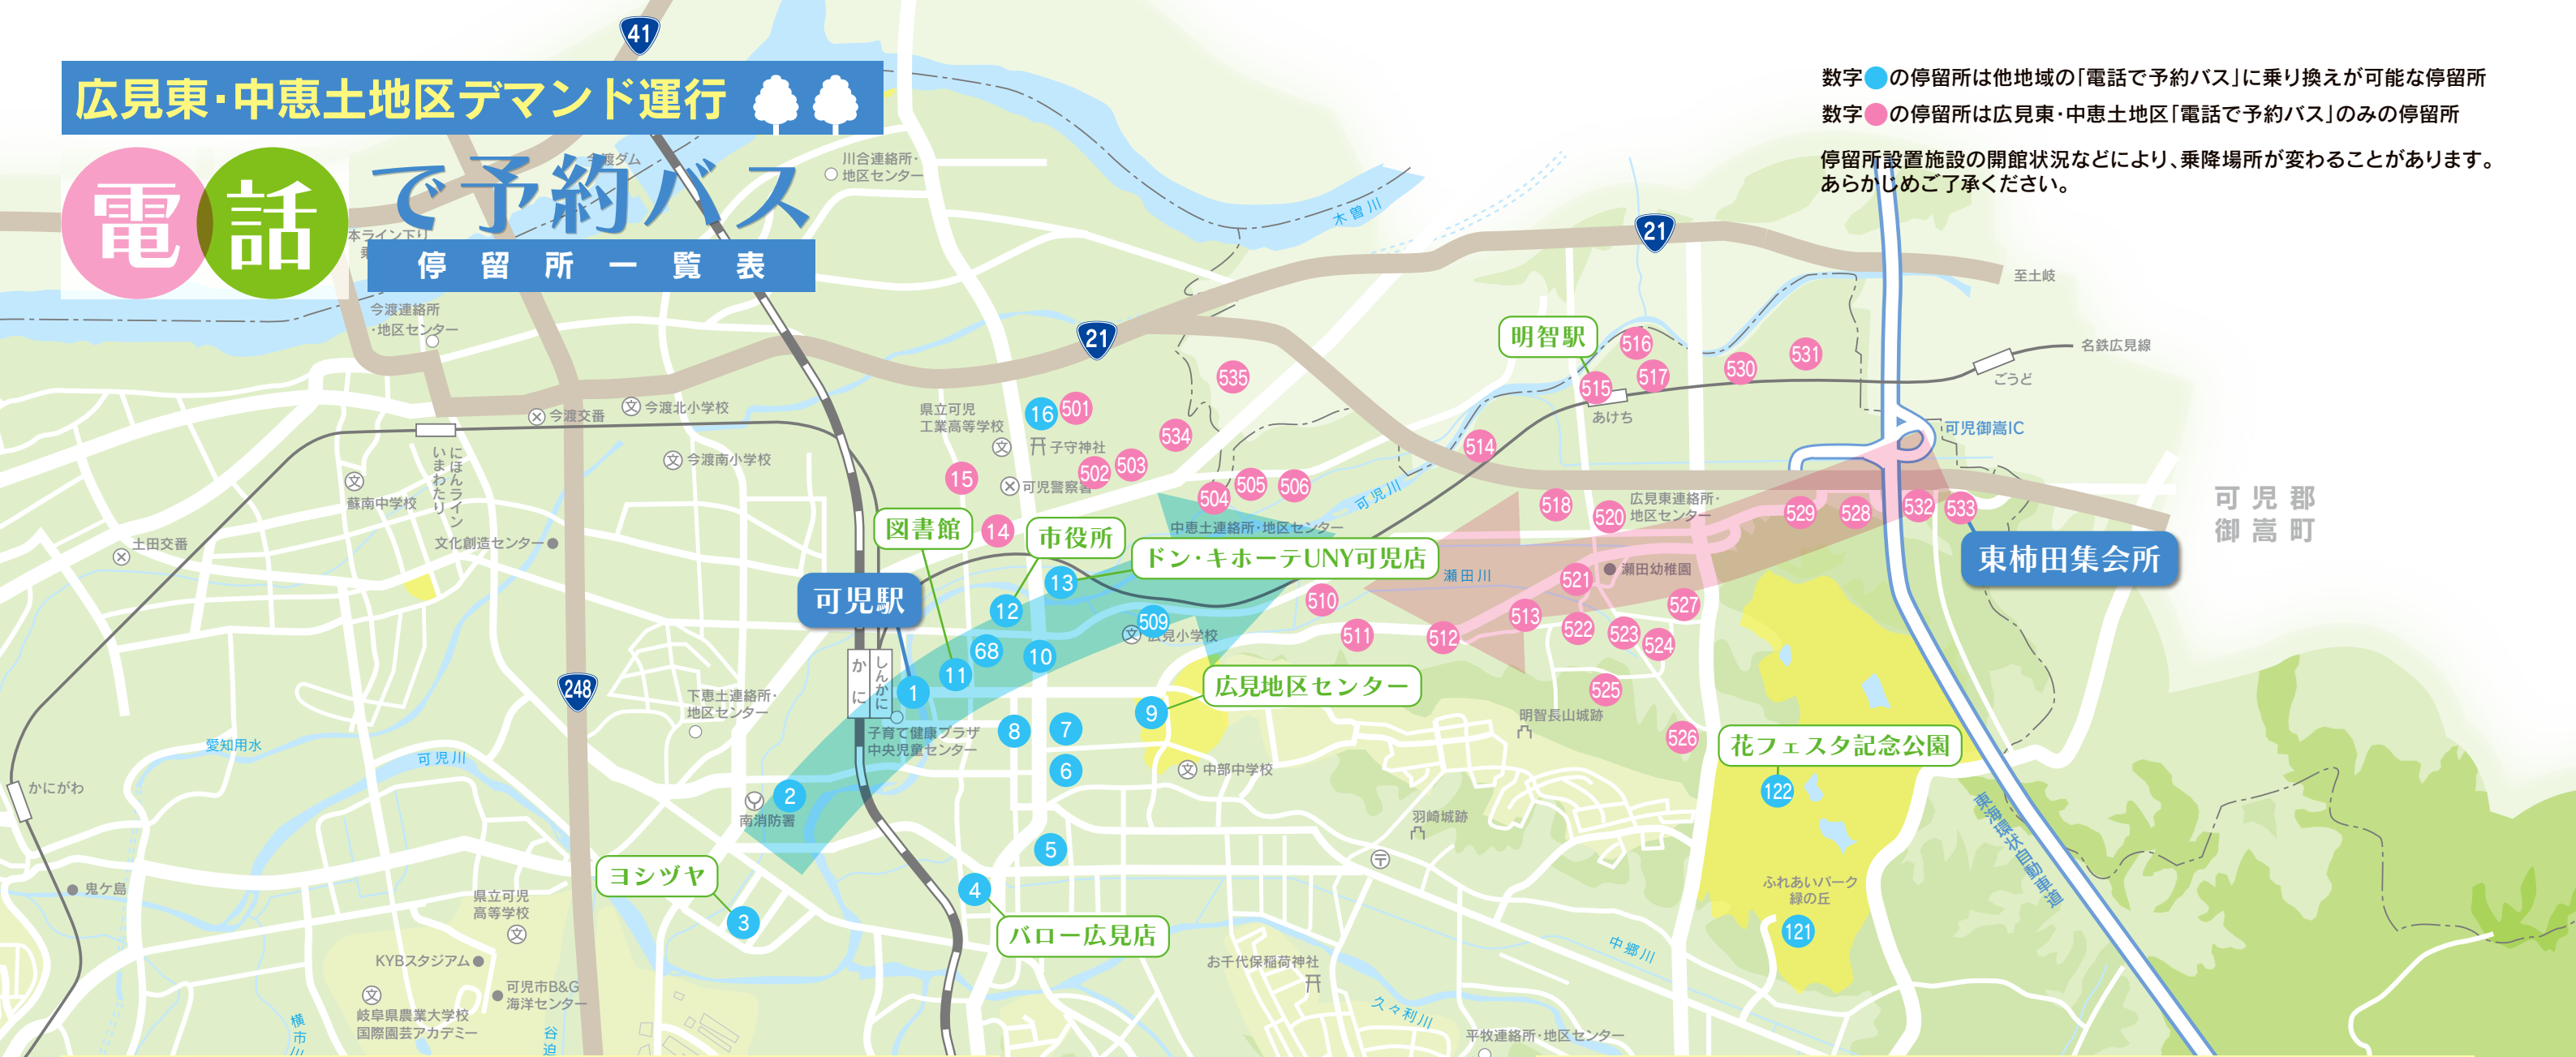 41
広見東・中恵土地区デマンド運行
電話で予約バス
停留所一覧表
数字●の停留所は他地域の「電話で予約バス」に乗り換えが可能な停留所
数字●の停留所は広見東・中恵土地区「電話で予約バス」のみの停留所
停留所設置施設の開館状況などにより、乗降場所が変わることがあります。
あらかじめご了承ください。
川合連絡所・
地区センター
木曽川
21
至土岐
今渡連絡所
・地区センター
21
明智駅
516
531
530
517
515
535
名鉄広見線
ごうど
あけち
今渡交番
今渡北小学校
県立可児
工業高等学校
16
501
子守神社
534
514
可児御嵩IC
にほんライン
いまわたり
今渡南小学校
502
503
15
可児警察署
504
505
506
可児川
518
520
広見東連絡所・
地区センター
529
528
532
533
可児郡
御嵩町
蘇南中学校
図書館
14
市役所
中恵土連絡所・地区センター
ドン・キホーテUNY可児店
東柿田集会所
土田交番
文化創造センター
13
瀬田川
521
瀬田幼稚園
可児駅
12
509
広見小学校
510
511
512
513
522
523
524
527
68
10
11
1
かに
しんかに
248
下恵土連絡所・
地区センター
広見地区センター
525
明智長山城跡
526
9
8
7
6
子育て健康プラザ
中央児童センター
花フェスタ記念公園
愛知用水
可児川
中部中学校
かにがわ
2
南消防署
122
東海環状自動車道
羽崎城跡
5
ヨシヅヤ
3
4
バロー広見店
ふれあいパーク
緑の丘
121
鬼ケ島
県立可児
高等学校
KYBスタジアム
可児市B&G
海洋センター
岐阜県農業大学校
国際園芸アカデミー
お千代保稲荷神社
中郷川
久々利川
平牧連絡所・地区センター
横市川
谷迫